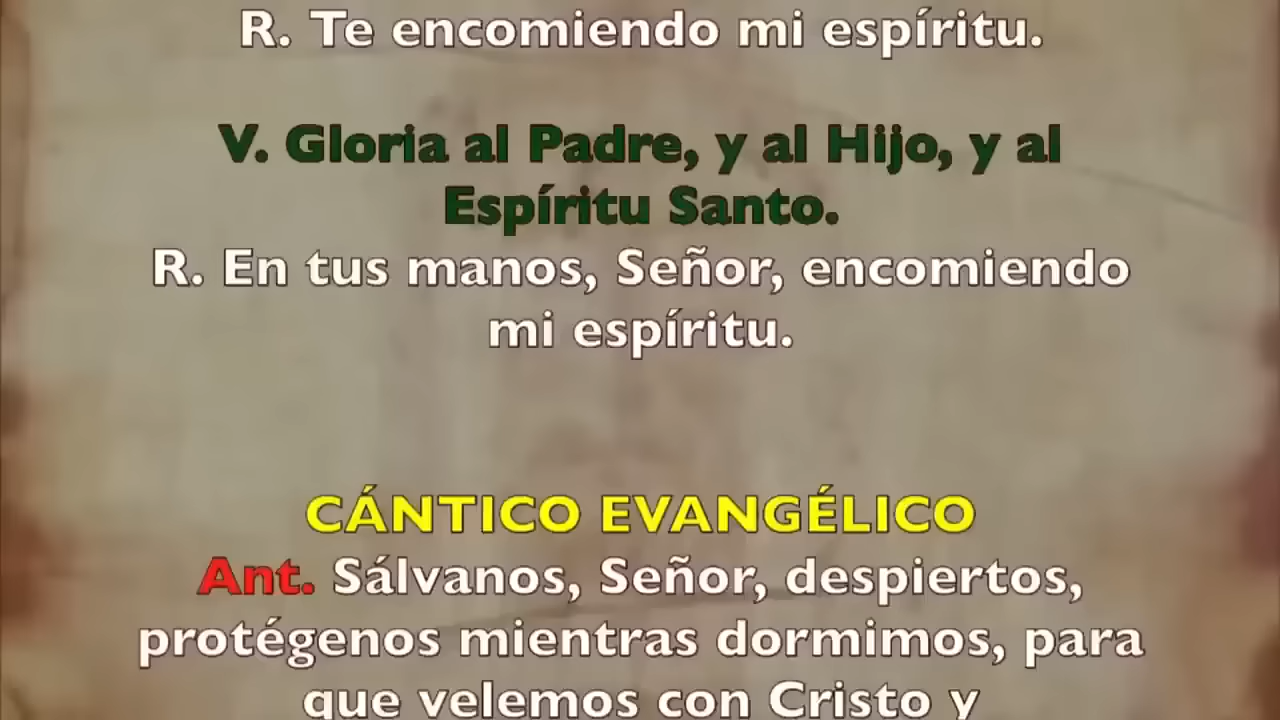 R. Te encomiendo mi espíritu.
V. Gloria al Padre, y al Hijo, y al
Espíritu Santo.
R. En tus manos, Señor, encomiendo
mi espíritu.
CÁNTICO EVANGÉLICO
Ant. Sálvanos, Señor, despiertos,
protégenos mientras dormimos, para
que velemos con Cristo y